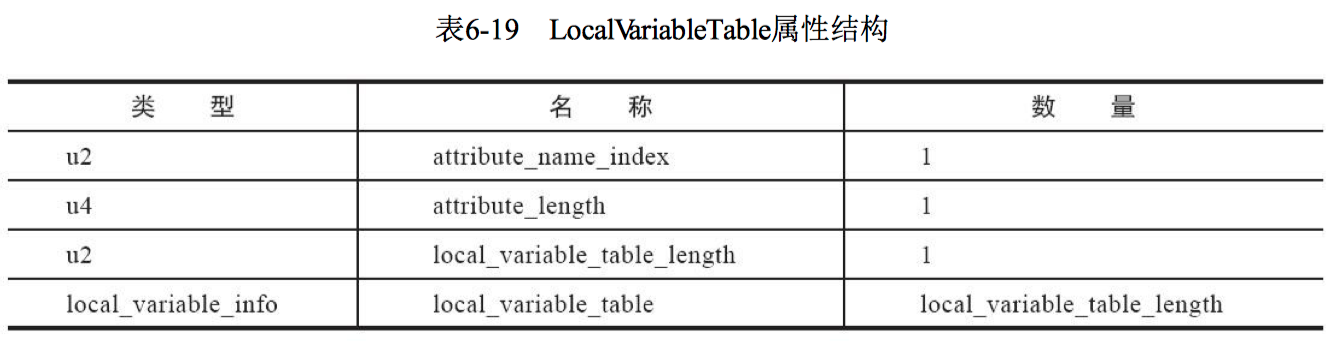 表6-19 LocalVariableTable属性结构
类 型 名 称 数 量
u2 attribute_name_index 1
u4 attribute_length 1
u2 local_variable_table_length 1
local_variable_info local_variable_table local_variable_table_length